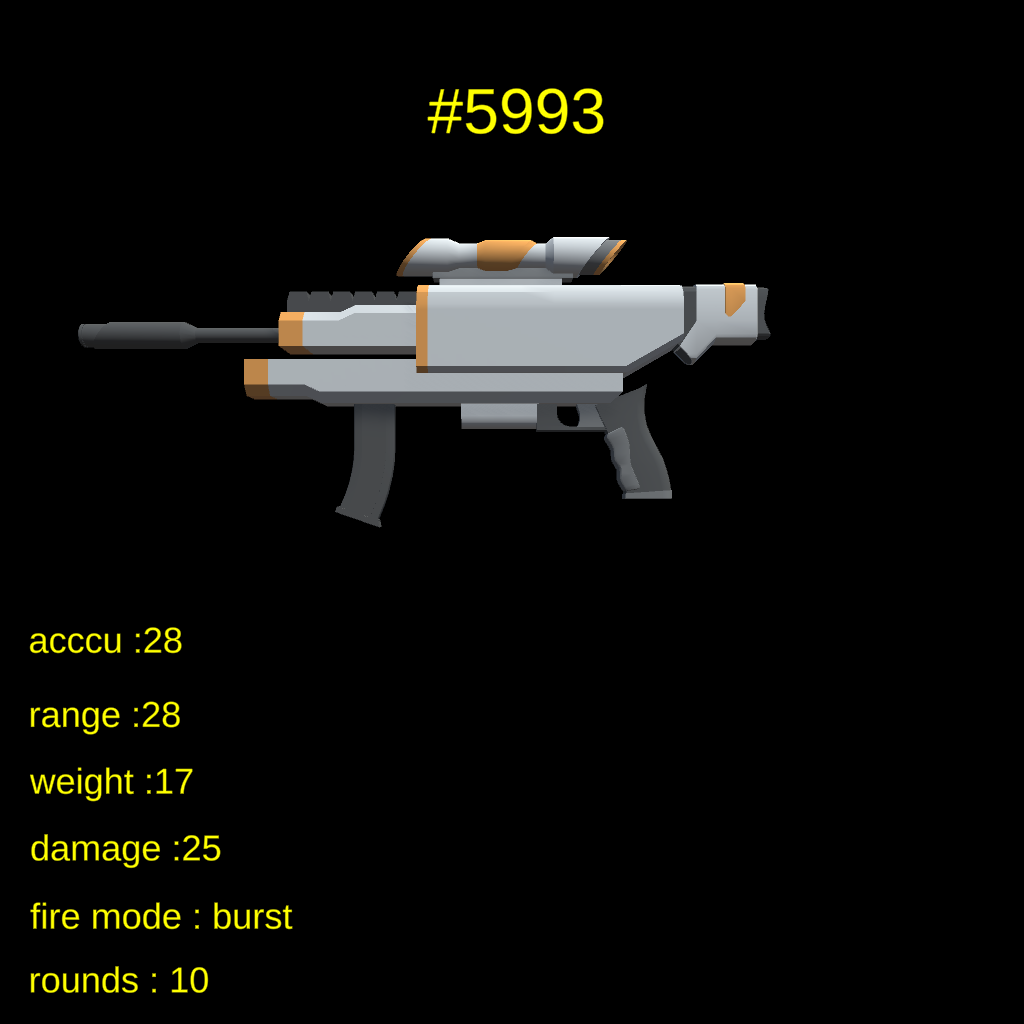 #5993
acccu :28
range :28
weight :17
damage :25
fire mode : burst
rounds : 10